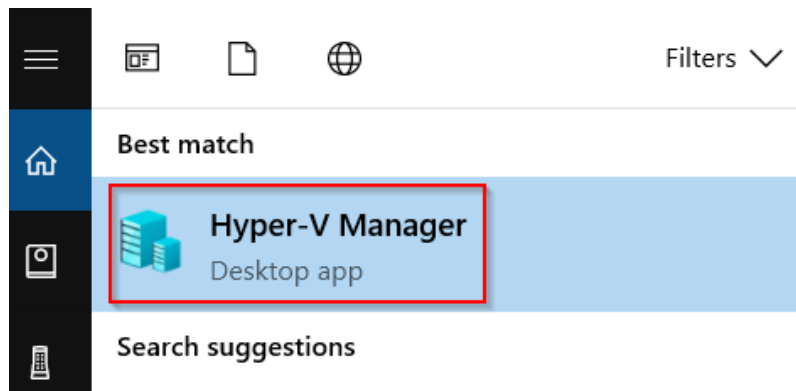 Filters
Best match
Hyper-V Manager
Desktop app
Search suggestions